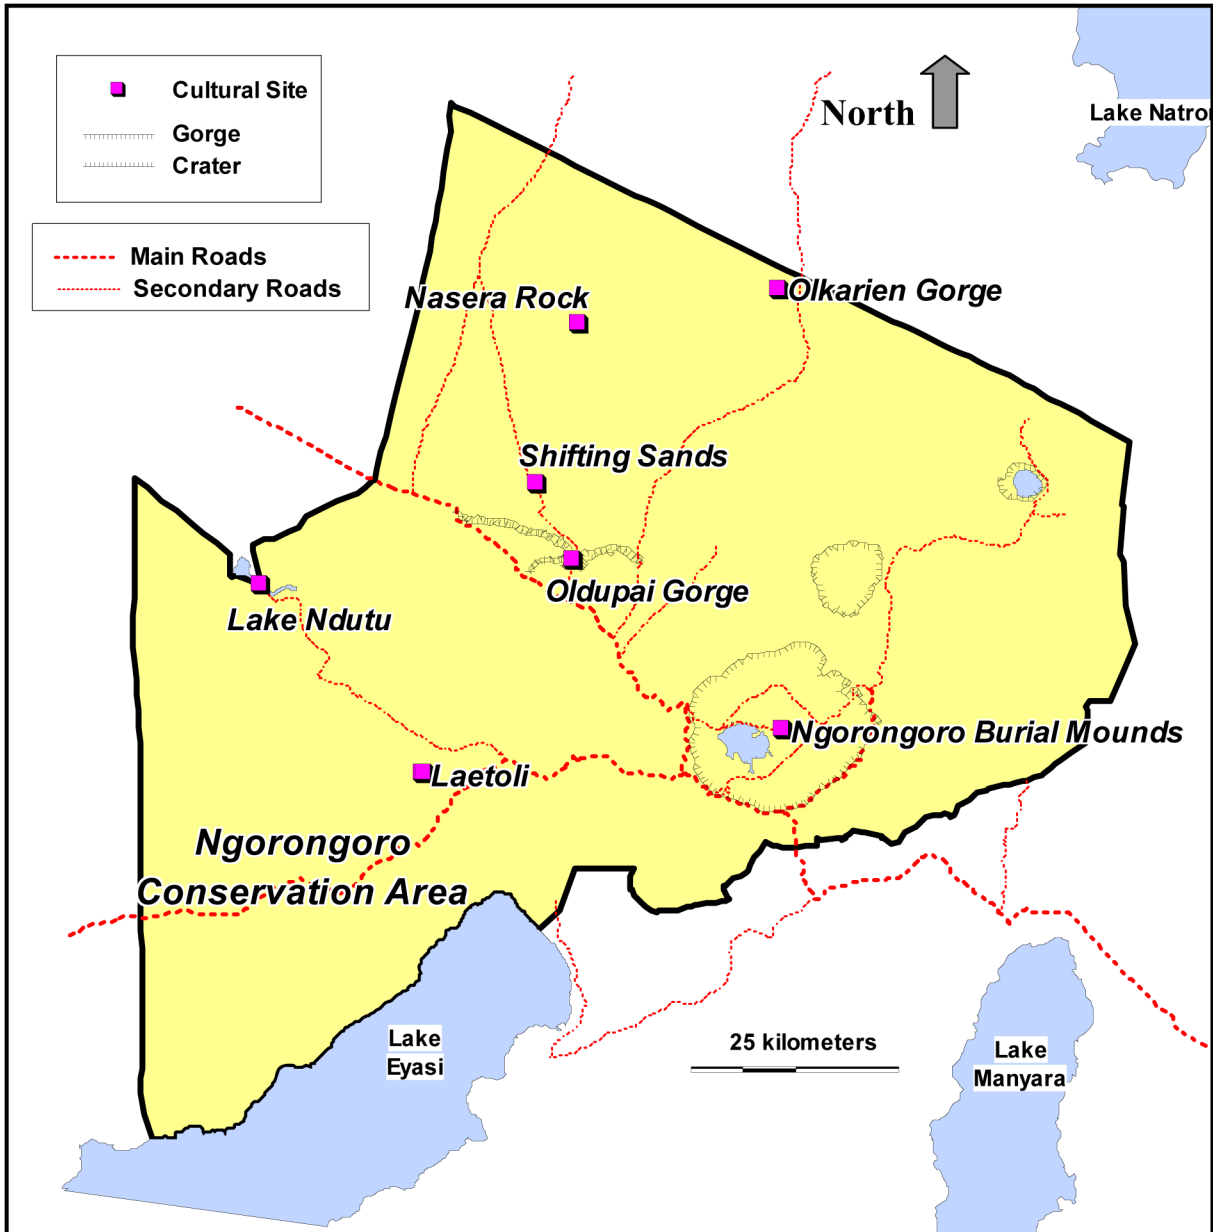 Cultural Site
Gorge
Crater
Main Roads
Secondary Roads
North
Lake Natro
Nasera Rock
Olkarien Gorge
Shifting Sands
Oldupai Gorge
Lake Ndutu
Ngorongoro Burial Mounds
Laetoli
Ngorongoro
Conservation Area
Lake
Eyasi
25 kilometers
Lake
Manyara